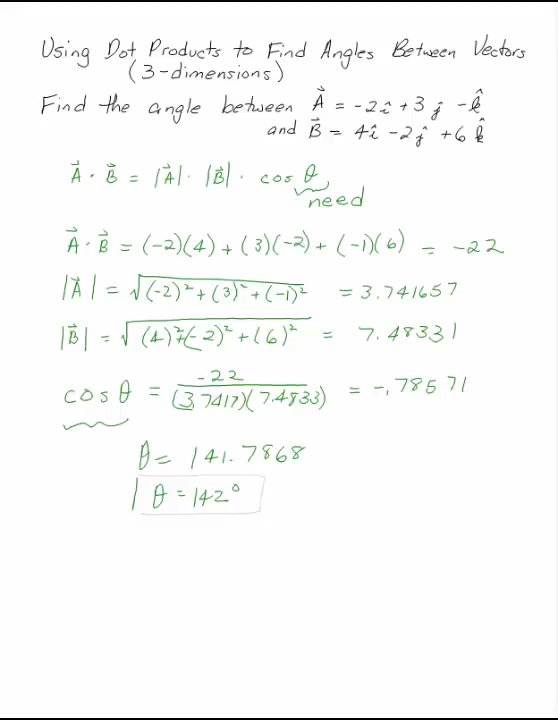 Using Dot Products to Find Angles Between Vectors
(3-dimensions)
Find the angle between A⃗ = -2î + 3ĵ - k̂
and B⃗ = 4î - 2ĵ + 6k̂
A⃗ · B⃗ = |A⃗| · |B⃗| · cos θ
need
A⃗ · B⃗ = (-2)(4) + (3)(-2) + (-1)(6) = -22
|A⃗| = √(-2)² + (3)² + (-1)² = 3.741657
|B⃗| = √(4)² + (-2)² + (6)² = 7.48331
cos θ = -22 / (3.7417)(7.4833) = -.78571
θ = 141.7868
θ = 142°